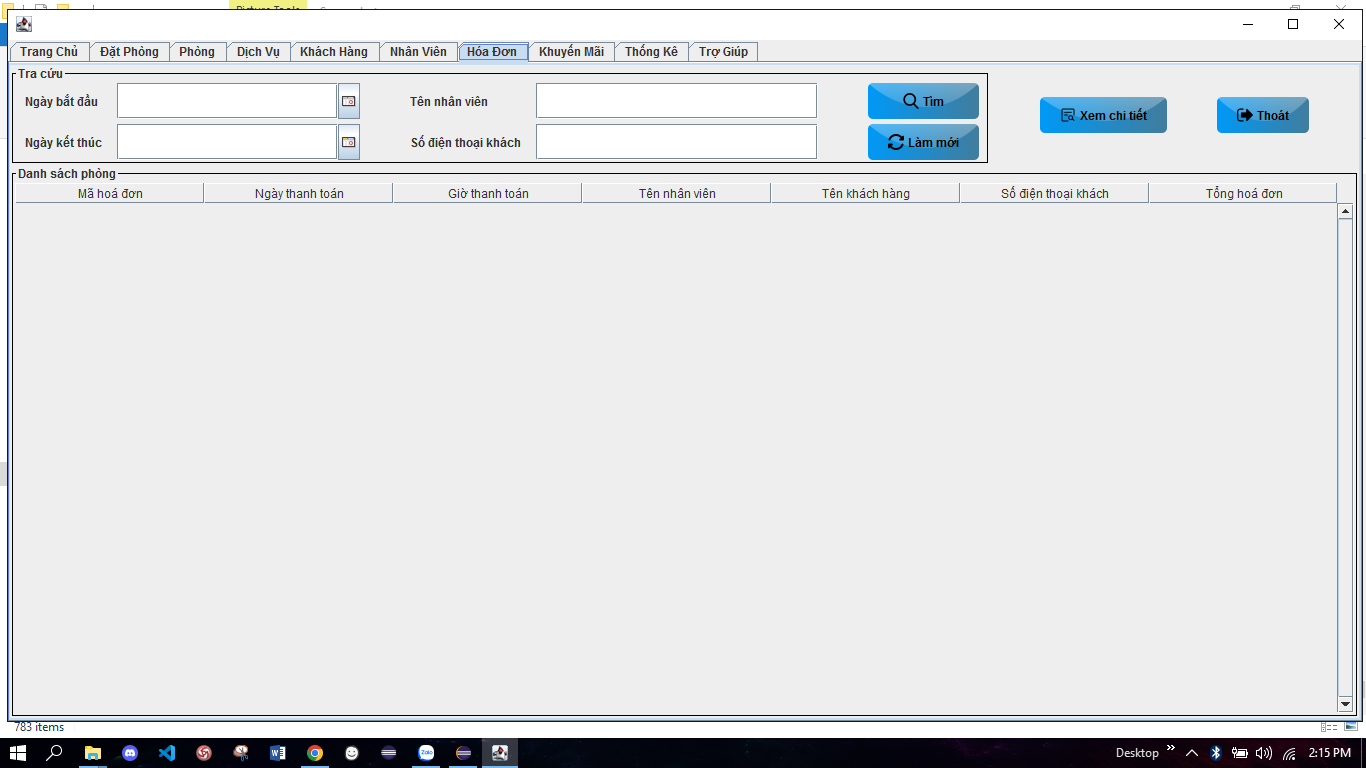 Trang Chủ Đặt Phòng Phòng Dịch Vụ Khách Hàng Nhân Viên Hóa Đơn Khuyến Mãi Thống Kê Trợ Giúp
Tra cứu
Ngày bắt đầu Tên nhân viên Tìm
Xem chi tiết Thoát
Ngày kết thúc Số điện thoại khách Làm mới
Danh sách phòng
Mã hoá đơn Ngày thanh toán Giờ thanh toán Tên nhân viên Tên khách hàng Số điện thoại khách Tổng hoá đơn
783 items
Zalo
Desktop 2:15 PM